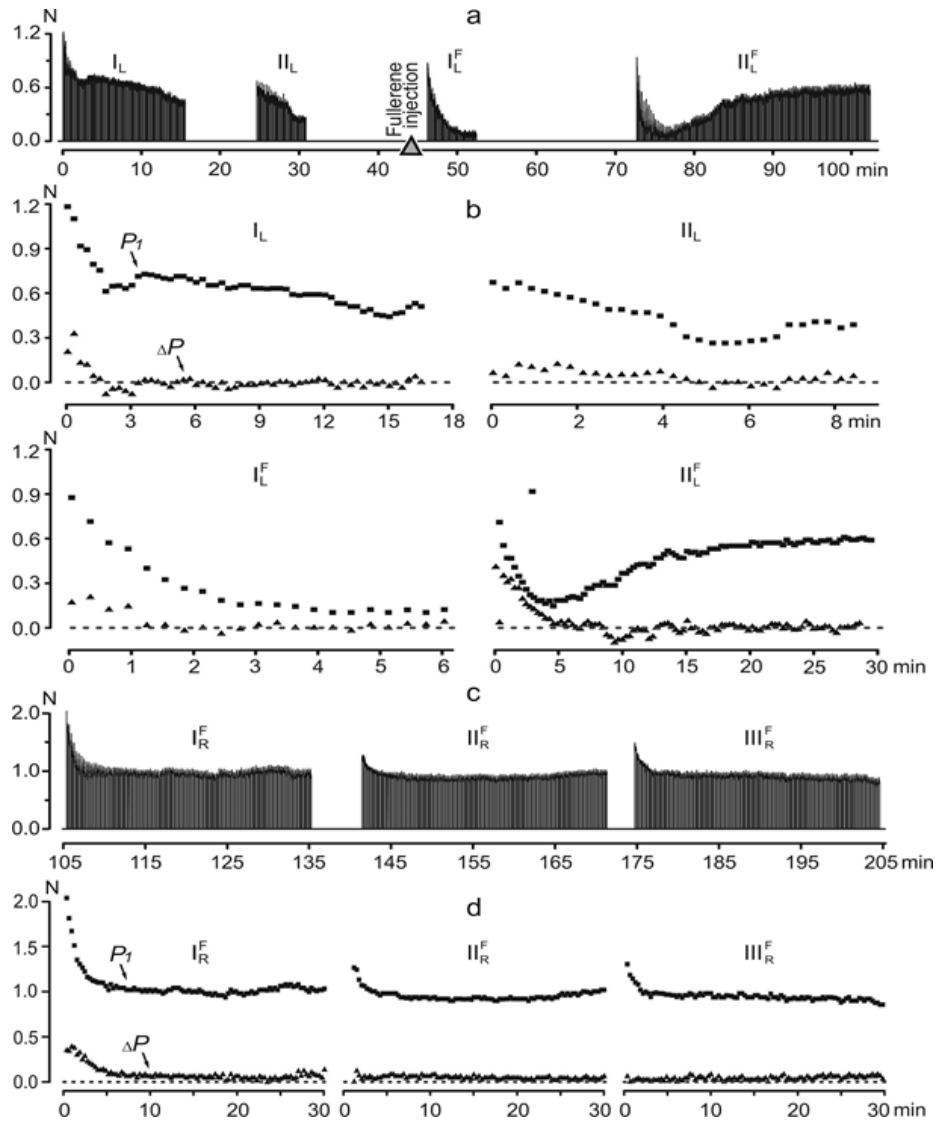 N
a
1.2
0.6
0.0
I_L
II_L
Fullerene
injection
I_L^F
II_L^F
0 10 20 30 40 50 60 70 80 90 100 min
N
b
1.2
0.9
0.6
0.3
0.0
I_L
P1
ΔP
0 3 6 9 12 15 18
II_L
0 2 4 6 8 min
N
1.2
0.9
0.6
0.3
0.0
I_L^F
0 1 2 3 4 5 6
II_L^F
0 5 10 15 20 25 30 min
N
c
2.0
1.0
0.0
I_R^F
II_R^F
III_R^F
105 115 125 135 145 155 165 175 185 195 205 min
N
d
2.0
1.5
1.0
0.5
0.0
I_R^F
P1
ΔP
II_R^F
III_R^F
0 10 20 30 0 10 20 30 0 10 20 30 min